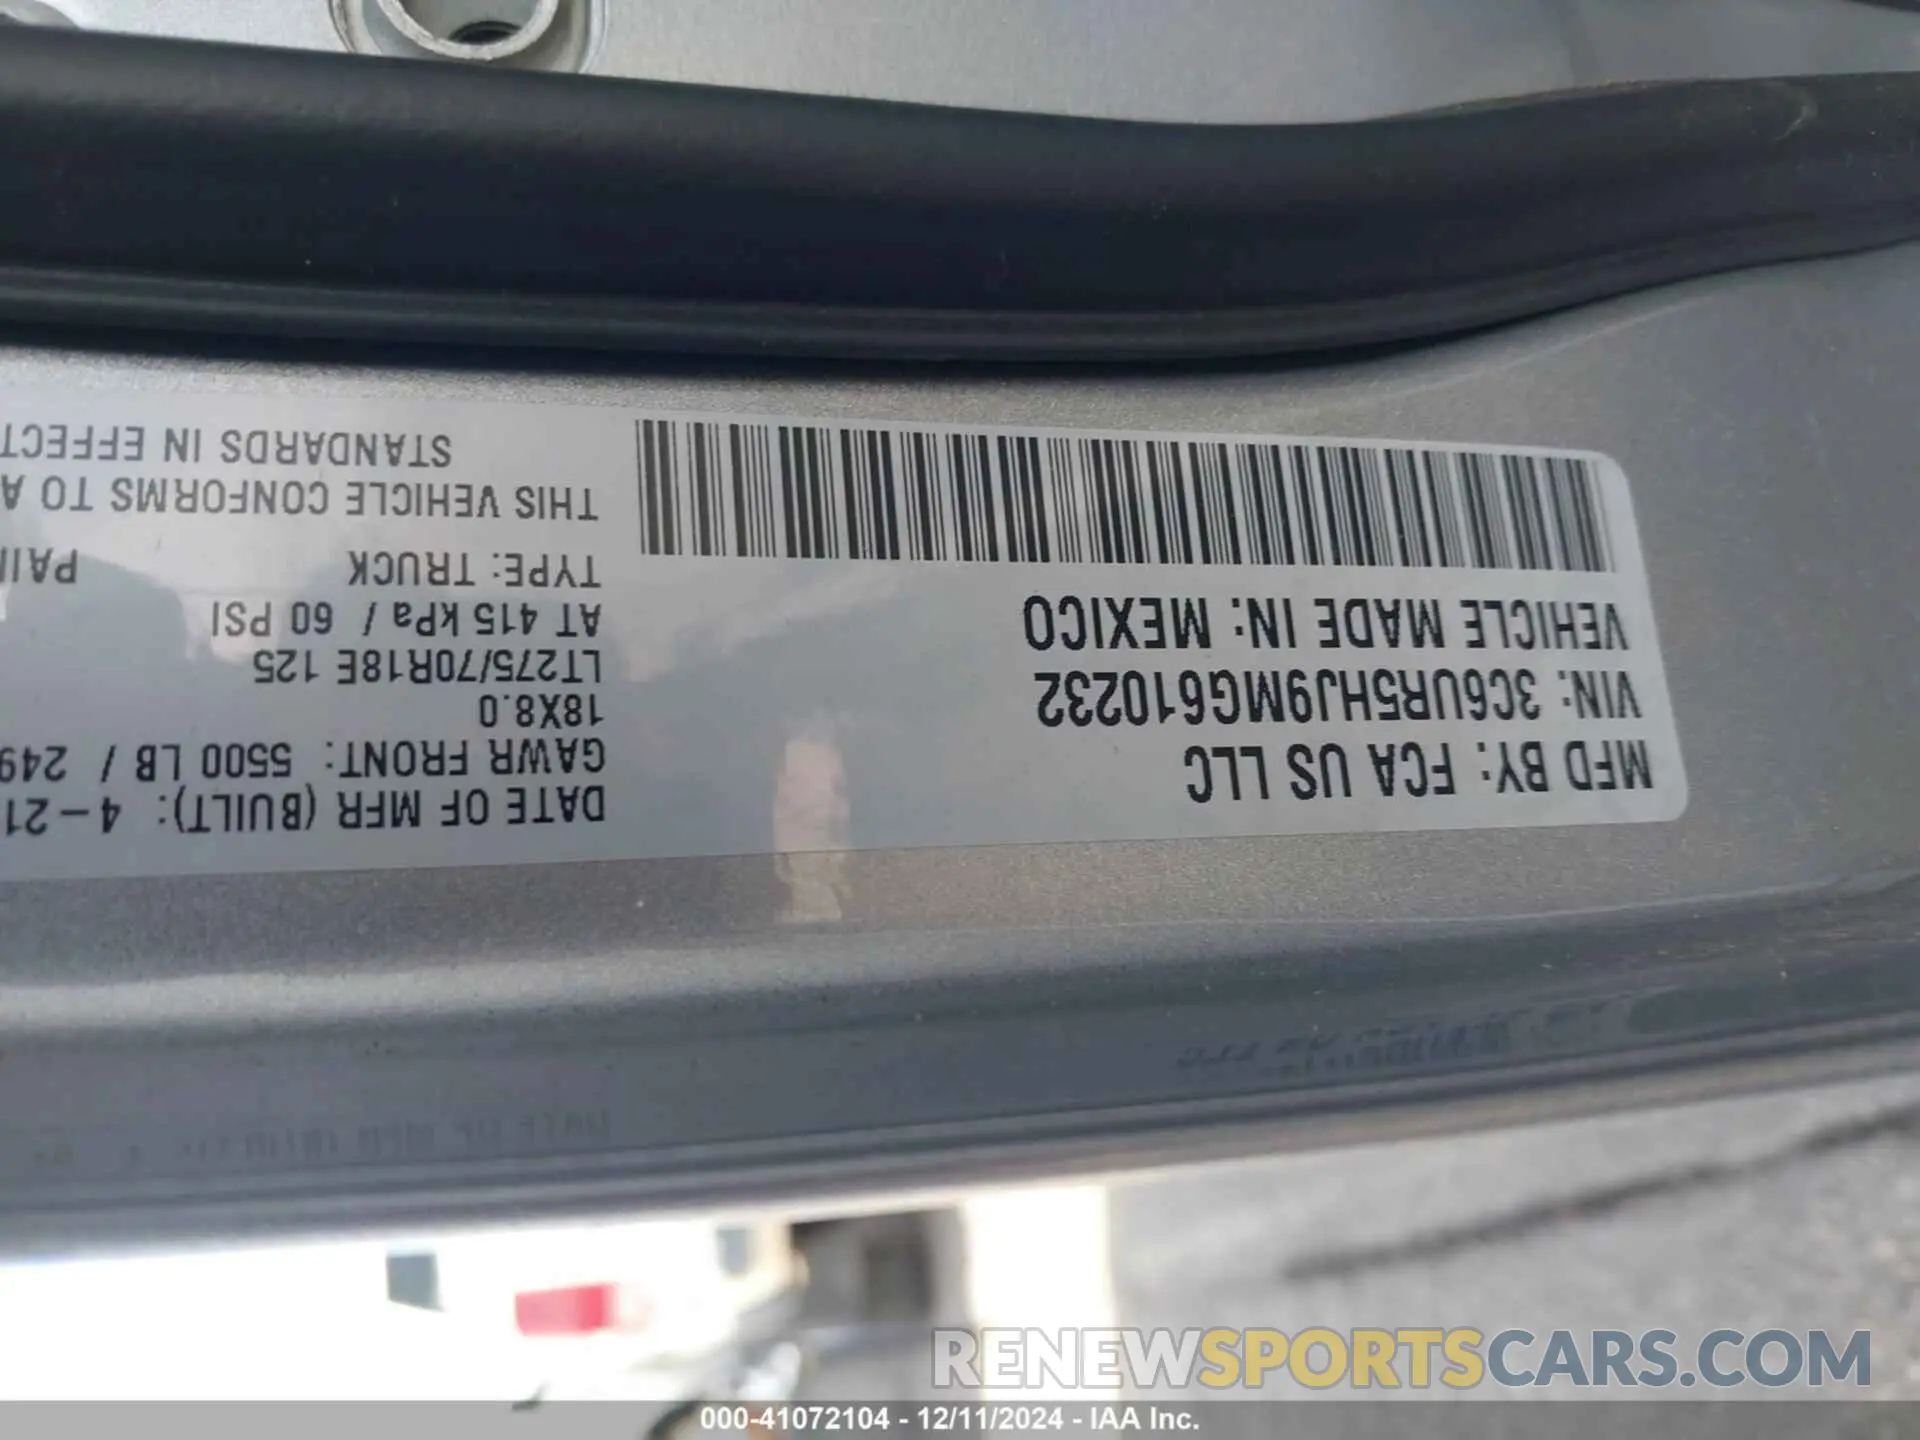 MFD BY: FCA US LLC
VIN: 3C6UR5HJ9MG610232
VEHICLE MADE IN: MEXICO
DATE OF MFR (BUILT): 4-21
GAWR FRONT: 5500 LB / 249
18X8.0
LT275/70R18E 125
AT 415 kPa / 60 PSI
TYPE: TRUCK
THIS VEHICLE CONFORMS TO A
STANDARDS IN EFFECT
RENEWSPORTSCARS.COM
000-41072104 - 12/11/2024 - IAA Inc.